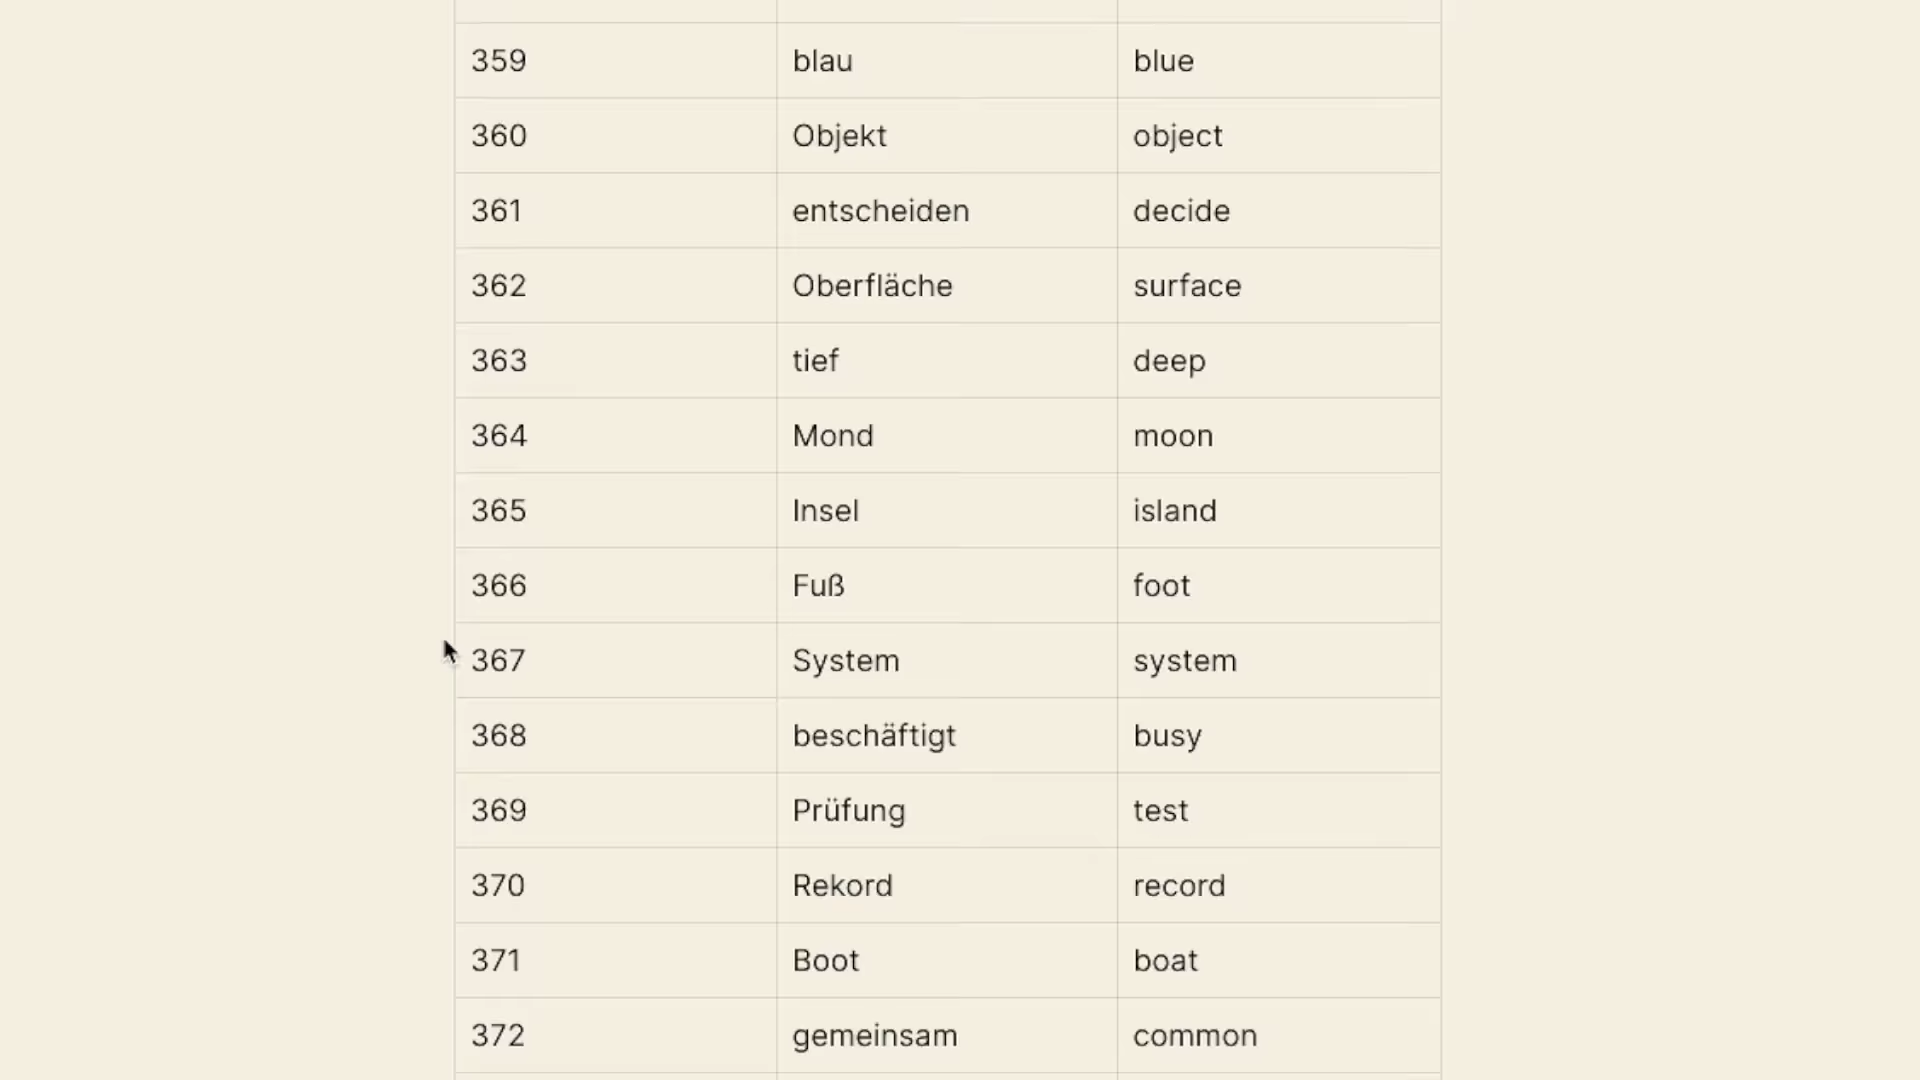 359 blau blue
360 Objekt object
361 entscheiden decide
362 Oberfläche surface
363 tief deep
364 Mond moon
365 Insel island
366 Fuß foot
367 System system
368 beschäftigt busy
369 Prüfung test
370 Rekord record
371 Boot boat
372 gemeinsam common